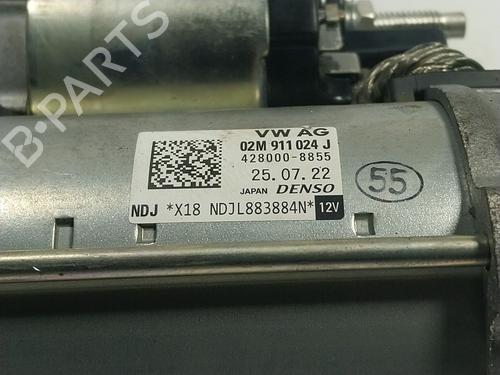 VW AG
02M 911 024 J
428000-8855
25.07.22
JAPAN DENSO
NDJ *X18 NDJL883884N* 12V
55
B-PARTS